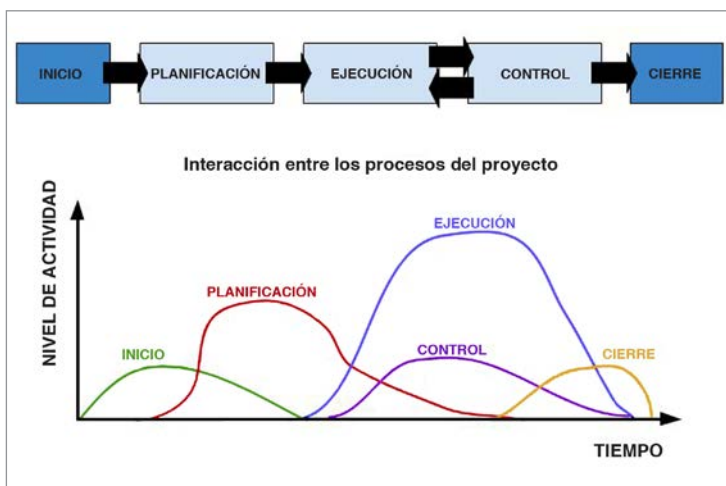 INICIO
PLANIFICACIÓN
EJECUCIÓN
CONTROL
CIERRE
Interacción entre los procesos del proyecto
NIVEL DE ACTIVIDAD
EJECUCIÓN
PLANIFICACIÓN
INICIO
CONTROL
CIERRE
TIEMPO